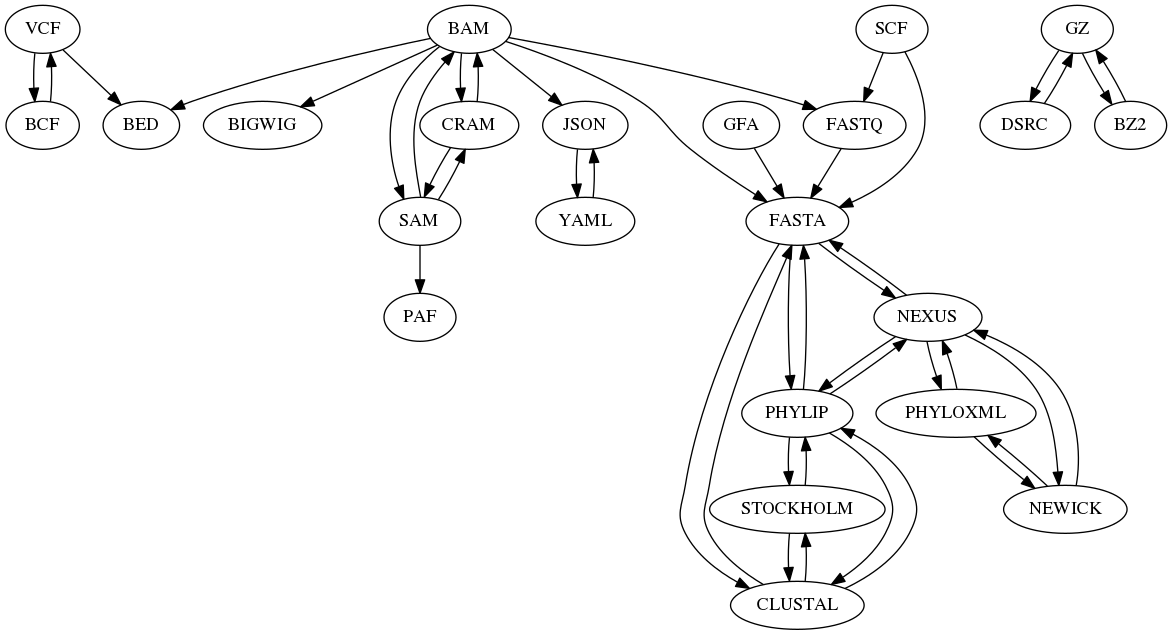 VCF
BAM
SCF
GZ
BCF
BED
BIGWIG
CRAM
JSON
GFA
FASTQ
DSRC
BZ2
SAM
YAML
FASTA
PAF
NEXUS
PHYLIP
PHYLOXML
STOCKHOLM
NEWICK
CLUSTAL